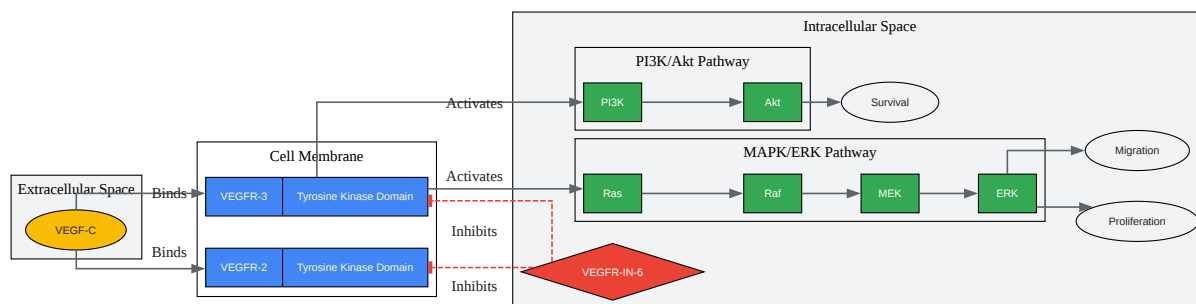 Intracellular Space
PI3K/Akt Pathway
Activates
PI3K
Akt
Survival
Cell Membrane
MAPK/ERK Pathway
Migration
Extracellular Space
Binds
VEGFR-3
Tyrosine Kinase Domain
Activates
Ras
Raf
MEK
ERK
VEGF-C
Inhibits
Proliferation
Binds
VEGFR-2
Tyrosine Kinase Domain
Inhibits
VEGFR-IN-6